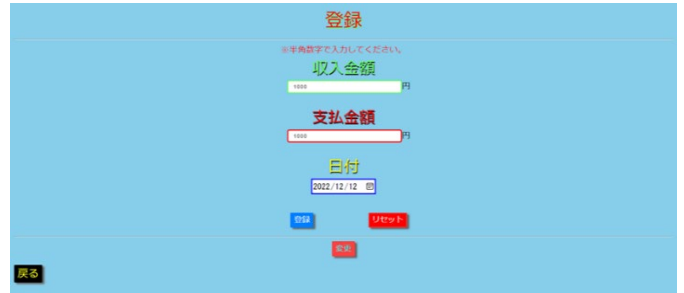 登録
※半角数字で入力してください。
収入金額
1000 円
支払金額
1000 円
日付
2022/12/12
登録 リセット
変更
戻る